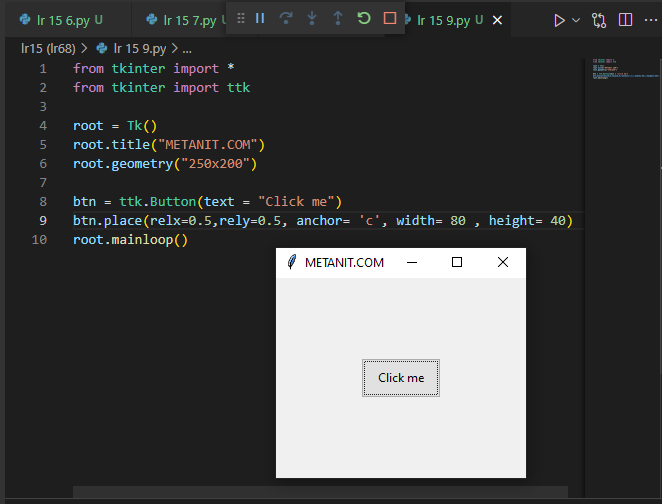 lr 15 6.py U
lr 15 7.py U
lr 15 9.py U
lr15 (lr68) > lr 15 9.py > ...
1 from tkinter import *
2 from tkinter import ttk
3
4 root = Tk()
5 root.title("METANIT.COM")
6 root.geometry("250x200")
7
8 btn = ttk.Button(text = "Click me")
9 btn.place(relx=0.5,rely=0.5, anchor= 'c', width= 80 , height= 40)
10 root.mainloop()
METANIT.COM
Click me